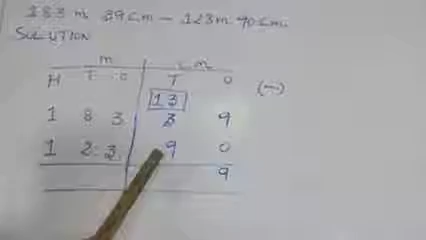 183 m 39 cm - 123 m 90 cm.
SOLUTION
m cm
H T O T O
13 (-)
1 8 3 3 9
1 2 3 9 0
9